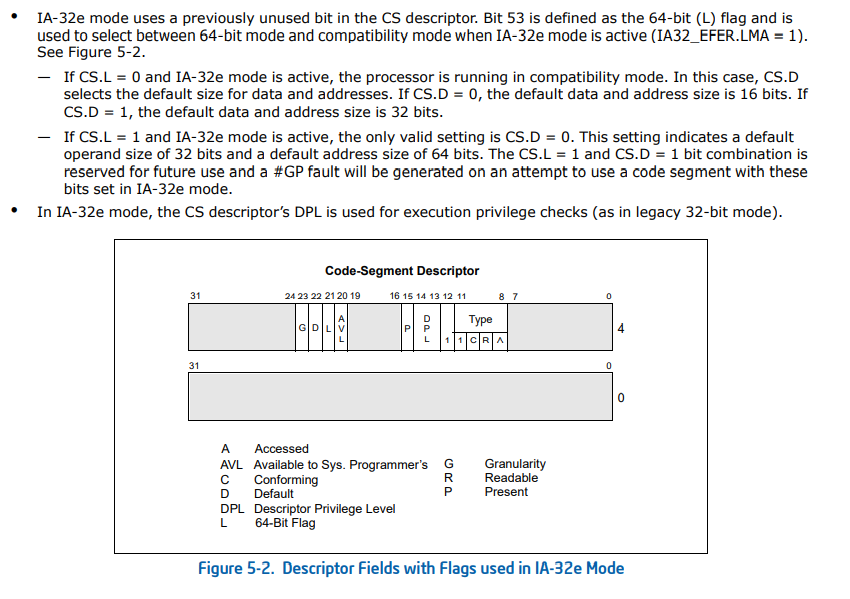 • IA-32e mode uses a previously unused bit in the CS descriptor. Bit 53 is defined as the 64-bit (L) flag and is
used to select between 64-bit mode and compatibility mode when IA-32e mode is active (IA32_EFER.LMA = 1).
See Figure 5-2.
— If CS.L = 0 and IA-32e mode is active, the processor is running in compatibility mode. In this case, CS.D
selects the default size for data and addresses. If CS.D = 0, the default data and address size is 16 bits. If
CS.D = 1, the default data and address size is 32 bits.
— If CS.L = 1 and IA-32e mode is active, the only valid setting is CS.D = 0. This setting indicates a default
operand size of 32 bits and a default address size of 64 bits. The CS.L = 1 and CS.D = 1 bit combination is
reserved for future use and a #GP fault will be generated on an attempt to use a code segment with these
bits set in IA-32e mode.
• In IA-32e mode, the CS descriptor’s DPL is used for execution privilege checks (as in legacy 32-bit mode).
Code-Segment Descriptor
31 24 23 22 21 20 19 16 15 14 13 12 11 8 7 0
G D L AVL P DPL Type 4
1 1 C R A
31 0
0
A Accessed
AVL Available to Sys. Programmer’s G Granularity
C Conforming R Readable
D Default P Present
DPL Descriptor Privilege Level
L 64-Bit Flag
Figure 5-2. Descriptor Fields with Flags used in IA-32e Mode